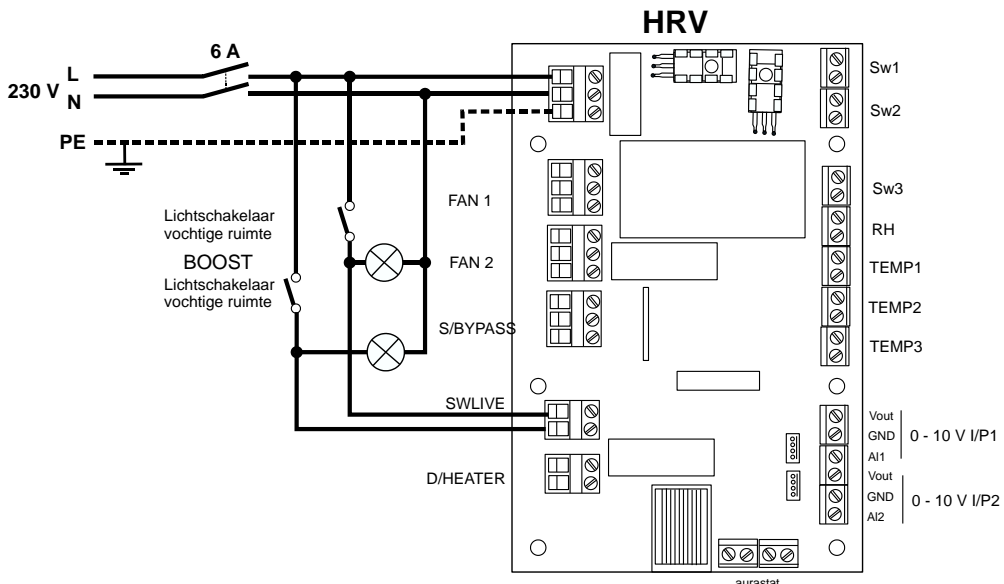 HRV
6 A
L
230 V
N
PE
Sw1
Sw2
FAN 1
Sw3
Lichtschakelaar
vochtige ruimte
RH
BOOST
FAN 2
TEMP1
Lichtschakelaar
vochtige ruimte
S/BYPASS
TEMP2
TEMP3
SWLIVE
Vout
GND
0 - 10 V I/P1
AI1
D/HEATER
Vout
GND
0 - 10 V I/P2
AI2
aurastat